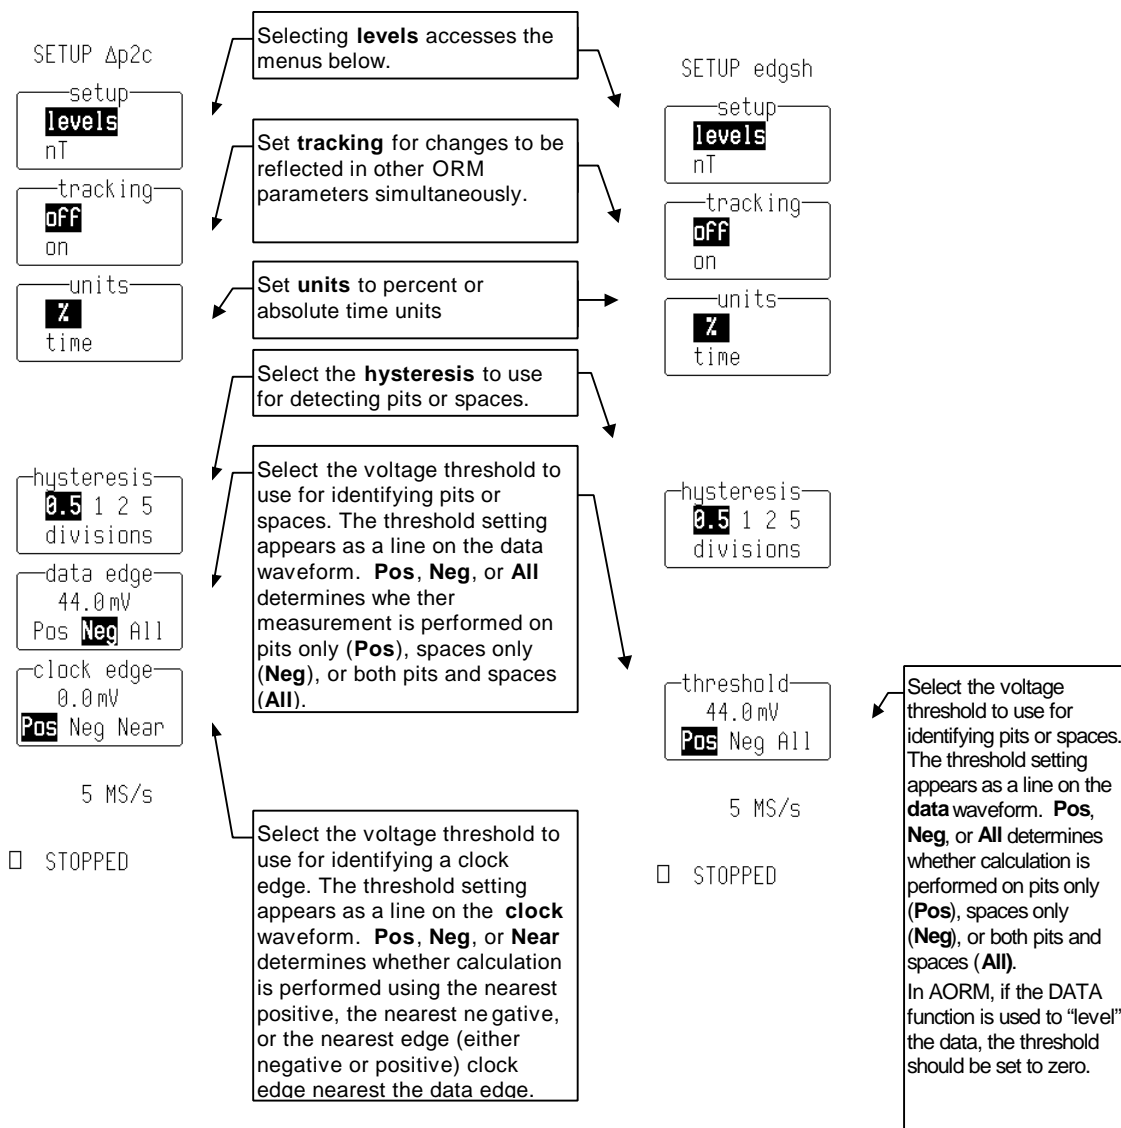 SETUP Δp2c
setup
levels
nT
tracking
off
on
units
%
time
hysteresis
0.5 1 2 5
divisions
data edge
44.0mV
Pos Neg All
clock edge
0.0mV
Pos Neg Near
5 MS/s
STOPPED
Selecting levels accesses the
menus below.
Set tracking for changes to be
reflected in other ORM
parameters simultaneously.
Set units to percent or
absolute time units
Select the hysteresis to use
for detecting pits or spaces.
Select the voltage threshold to
use for identifying pits or
spaces. The threshold setting
appears as a line on the data
waveform. Pos, Neg, or All
determines whe ther
measurement is performed on
pits only (Pos), spaces only
(Neg), or both pits and spaces
(All).
Select the voltage threshold to
use for identifying a clock
edge. The threshold setting
appears as a line on the clock
waveform. Pos, Neg, or Near
determines whether calculation
is performed using the nearest
positive, the nearest ne gative,
or the nearest edge (either
negative or positive) clock
edge nearest the data edge.
SETUP edgsh
setup
levels
nT
tracking
off
on
units
%
time
hysteresis
0.5 1 2 5
divisions
threshold
44.0mV
Pos Neg All
5 MS/s
STOPPED
Select the voltage
threshold to use for
identifying pits or spaces.
The threshold setting
appears as a line on the
data waveform. Pos,
Neg, or All determines
whether calculation is
performed on pits only
(Pos), spaces only
(Neg), or both pits and
spaces (All).
In AORM, if the DATA
function is used to “level”
the data, the threshold
should be set to zero.